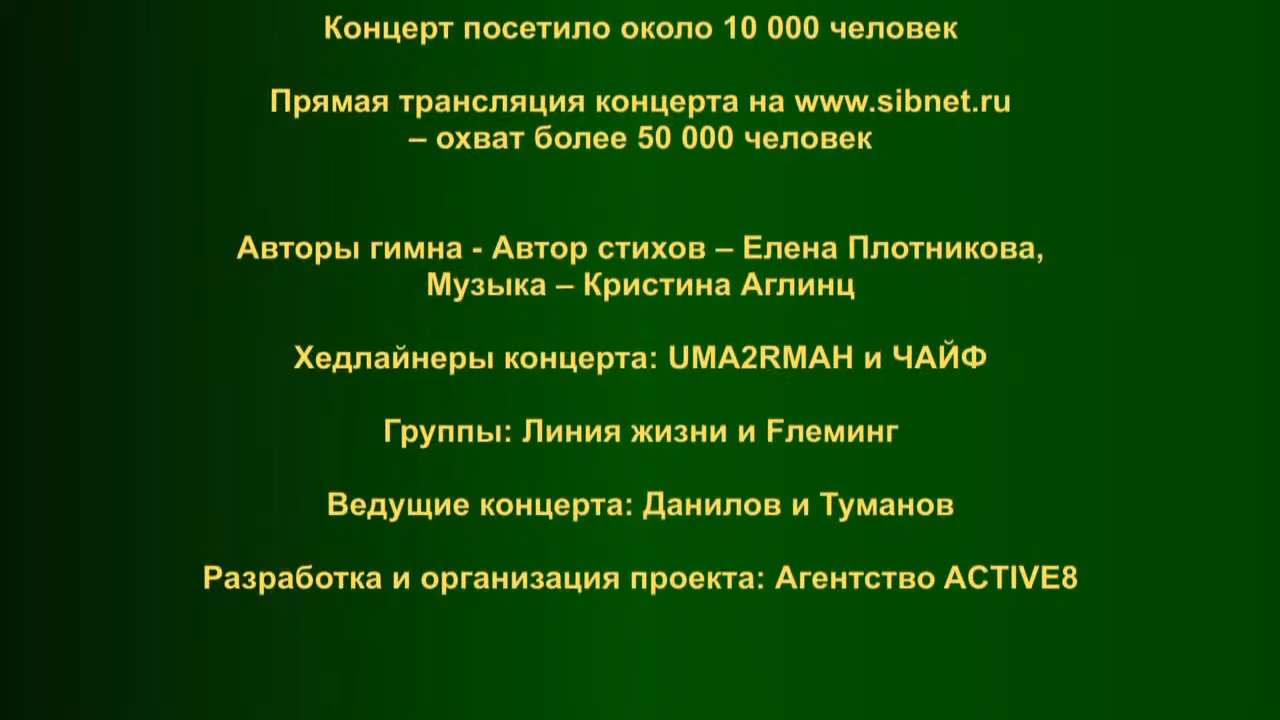 Концерт посетило около 10 000 человек
Прямая трансляция концерта на www.sibnet.ru
– охват более 50 000 человек
Авторы гимна - Автор стихов – Елена Плотникова,
Музыка – Кристина Аглинц
Хедлайнеры концерта: UMA2RMAH и ЧАЙФ
Группы: Линия жизни и Fлеминг
Ведущие концерта: Данилов и Туманов
Разработка и организация проекта: Агентство ACTIVE8